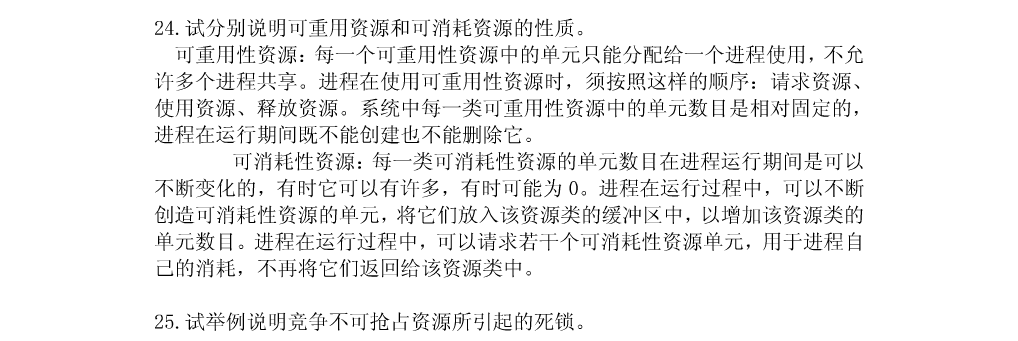 24.试分别说明可重用资源和可消耗资源的性质。
可重用性资源：每一个可重用性资源中的单元只能分配给一个进程使用，不允
许多个进程共享。进程在使用可重用性资源时，须按照这样的顺序：请求资源、
使用资源、释放资源。系统中每一类可重用性资源中的单元数目是相对固定的，
进程在运行期间既不能创建也不能删除它。
可消耗性资源：每一类可消耗性资源的单元数目在进程运行期间是可以
不断变化的，有时它可以有许多，有时可能为 0。进程在运行过程中，可以不断
创造可消耗性资源的单元，将它们放入该资源类的缓冲区中，以增加该资源类的
单元数目。进程在运行过程中，可以请求若干个可消耗性资源单元，用于进程自
己的消耗，不再将它们返回给该资源类中。
25.试举例说明竞争不可抢占资源所引起的死锁。